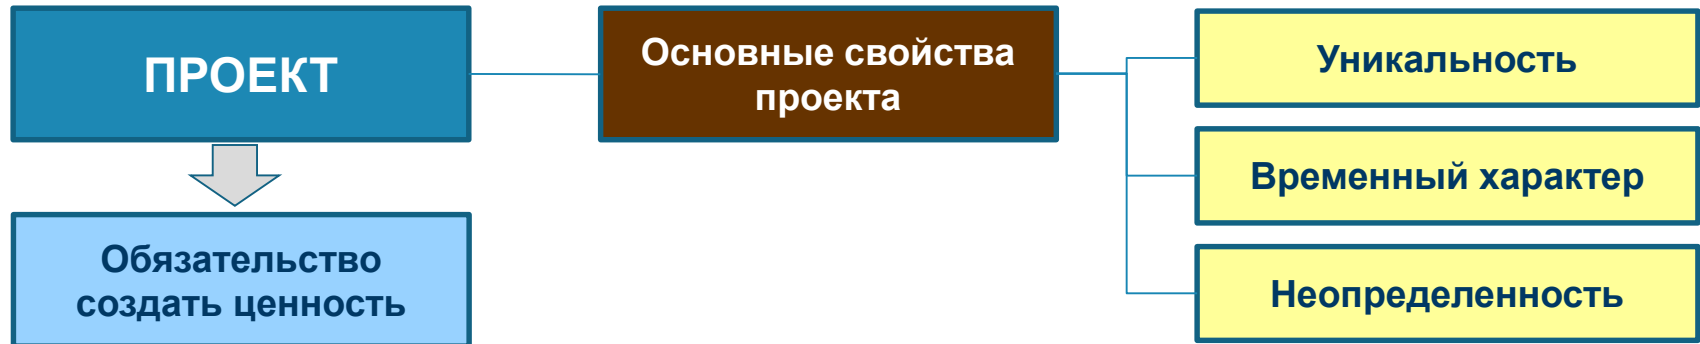 ПРОЕКТ
Основные свойства
проекта
Уникальность
Временный характер
Неопределенность
Обязательство
создать ценность